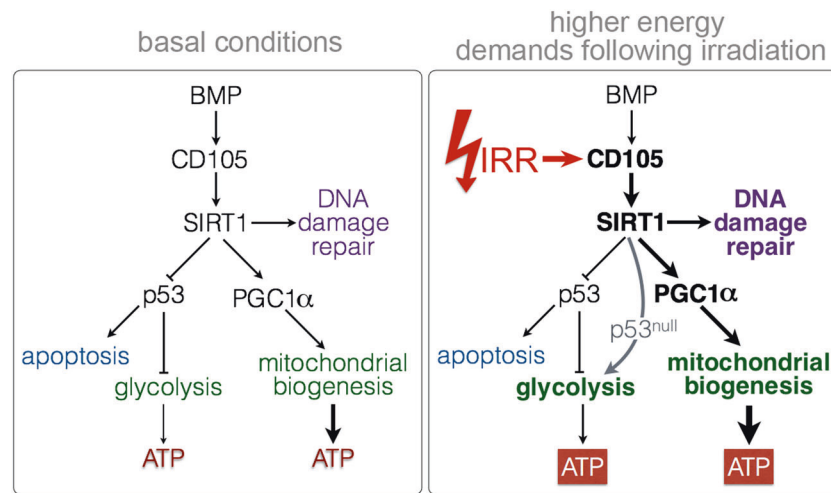 basal conditions
BMP
CD105
SIRT1
DNA
damage
repair
p53
PGC1α
apoptosis
glycolysis
mitochondrial
biogenesis
ATP
ATP
higher energy
demands following irradiation
BMP
IRR
CD105
SIRT1
DNA
damage
repair
p53
PGC1α
p53null
apoptosis
glycolysis
mitochondrial
biogenesis
ATP
ATP